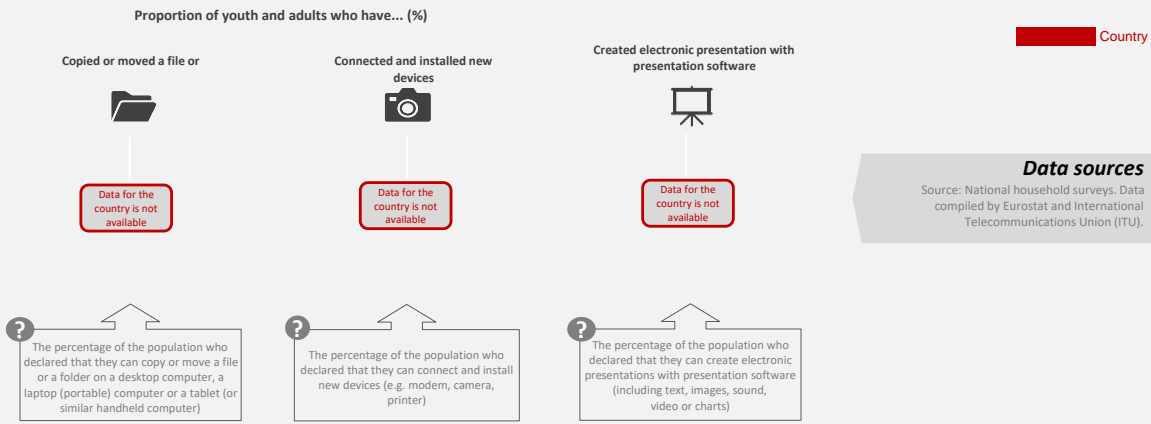 Proportion of youth and adults who have... (%)
Country
Copied or moved a file or
Connected and installed new
devices
Created electronic presentation with
presentation software
Data for the
country is not
available
Data for the
country is not
available
Data for the
country is not
available
Data sources
Source: National household surveys. Data
compiled by Eurostat and International
Telecommunications Union (ITU).
?
The percentage of the population who
declared that they can copy or move a file
or a folder on a desktop computer, a
laptop (portable) computer or a tablet (or
similar handheld computer)
?
The percentage of the population who
declared that they can connect and install
new devices (e.g. modem, camera,
printer)
?
The percentage of the population who
declared that they can create electronic
presentations with presentation software
(including text, images, sound,
video or charts)